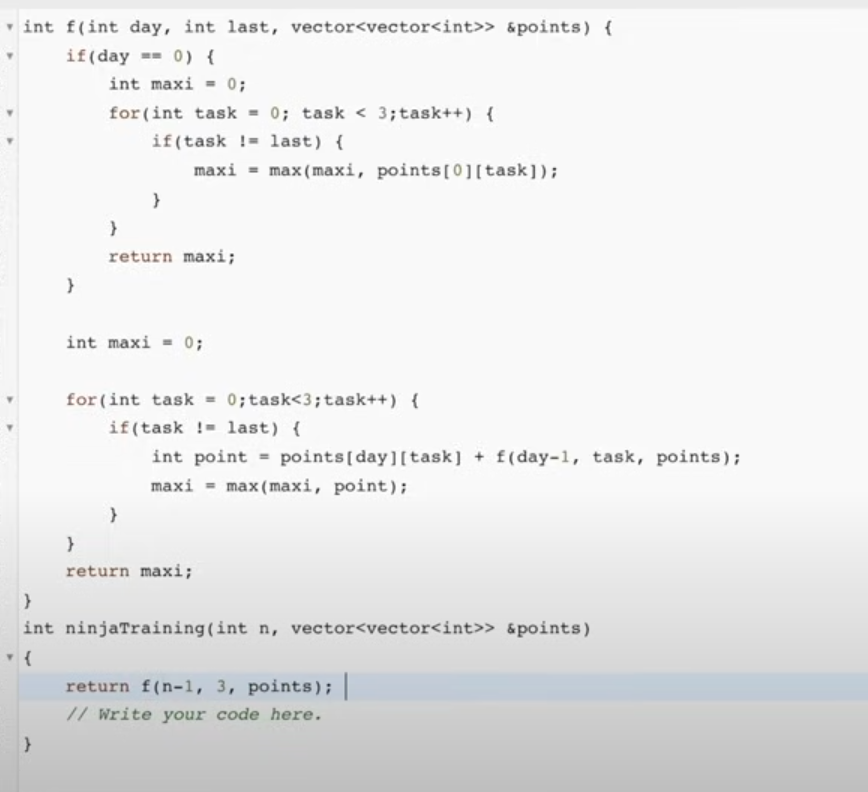 int f(int day, int last, vector<vector<int>> &points) {
    if(day == 0) {
        int maxi = 0;
        for(int task = 0; task < 3;task++) {
            if(task != last) {
                maxi = max(maxi, points[0][task]);
            }
        }
        return maxi;
    }

    int maxi = 0;

    for(int task = 0;task<3;task++) {
        if(task != last) {
            int point = points[day][task] + f(day-1, task, points);
            maxi = max(maxi, point);
        }
    }
    return maxi;
}
int ninjaTraining(int n, vector<vector<int>> &points)
{
    return f(n-1, 3, points);
    // Write your code here.
}